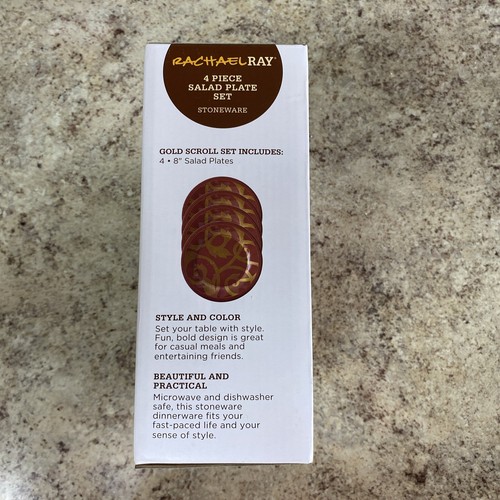 RACHAELRAY
4 PIECE
SALAD PLATE
SET
STONEWARE
GOLD SCROLL SET INCLUDES:
4 • 8" Salad Plates
STYLE AND COLOR
Set your table with style.
Fun, bold design is great
for casual meals and
entertaining friends.
BEAUTIFUL AND
PRACTICAL
Microwave and dishwasher
safe, this stoneware
dinnerware fits your
fast-paced life and your
sense of style.